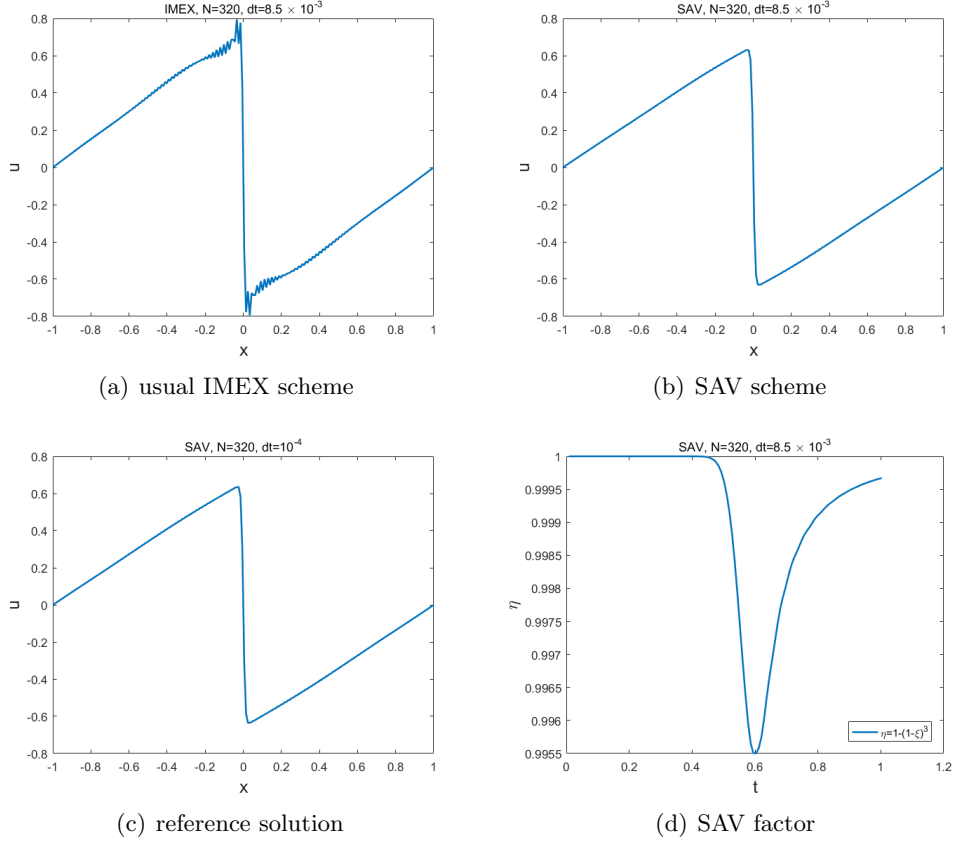 IMEX, N=320, dt=8.5 × 10^-3
0.8
0.6
0.4
0.2
0
-0.2
-0.4
-0.6
-0.8
u
-1 -0.8 -0.6 -0.4 -0.2 0 0.2 0.4 0.6 0.8 1
x
(a) usual IMEX scheme
SAV, N=320, dt=8.5 × 10^-3
0.8
0.6
0.4
0.2
0
-0.2
-0.4
-0.6
-0.8
u
-1 -0.8 -0.6 -0.4 -0.2 0 0.2 0.4 0.6 0.8 1
x
(b) SAV scheme
SAV, N=320, dt=10^-4
0.8
0.6
0.4
0.2
0
-0.2
-0.4
-0.6
-0.8
u
-1 -0.8 -0.6 -0.4 -0.2 0 0.2 0.4 0.6 0.8 1
x
(c) reference solution
SAV, N=320, dt=8.5 × 10^-3
1
0.9995
0.999
0.9985
0.998
0.9975
0.997
0.9965
0.996
0.9955
η
η=1-(1-ξ)^3
0 0.2 0.4 0.6 0.8 1 1.2
t
(d) SAV factor